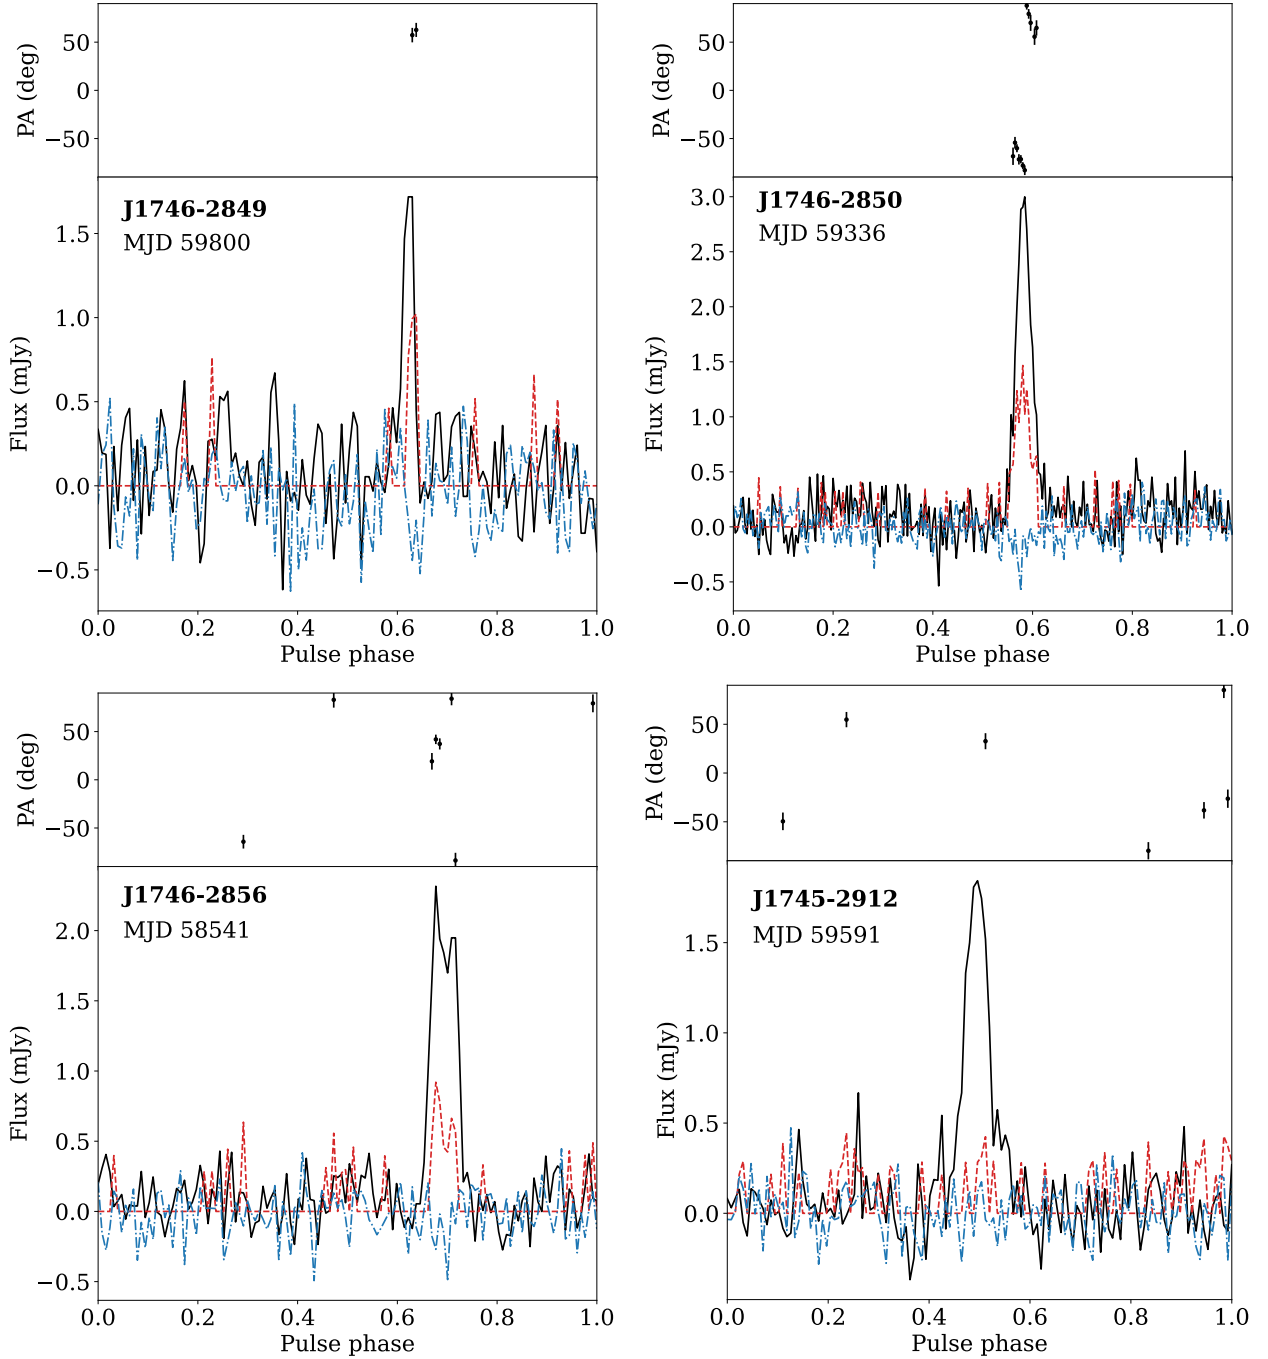 PA (deg)
50
0
−50
J1746-2849
MJD 59800
Flux (mJy)
1.5
1.0
0.5
0.0
−0.5
0.0 0.2 0.4 0.6 0.8 1.0
Pulse phase
PA (deg)
50
0
−50
J1746-2850
MJD 59336
Flux (mJy)
3.0
2.5
2.0
1.5
1.0
0.5
0.0
−0.5
0.0 0.2 0.4 0.6 0.8 1.0
Pulse phase
PA (deg)
50
0
−50
J1746-2856
MJD 58541
Flux (mJy)
2.0
1.5
1.0
0.5
0.0
−0.5
0.0 0.2 0.4 0.6 0.8 1.0
Pulse phase
PA (deg)
50
0
−50
J1745-2912
MJD 59591
Flux (mJy)
1.5
1.0
0.5
0.0
0.0 0.2 0.4 0.6 0.8 1.0
Pulse phase